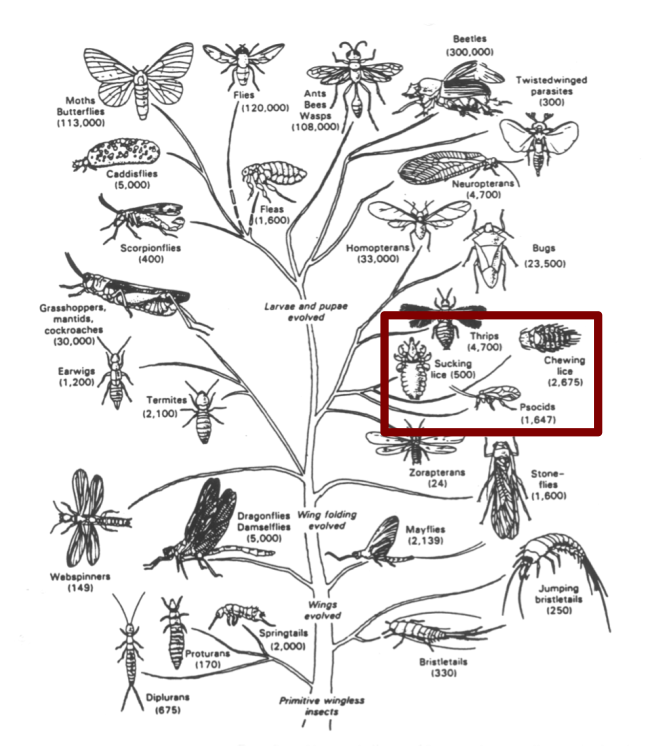 Beetles
(300,000)
Moths
Butterflies
(113,000)
Flies
(120,000)
Ants
Bees
Wasps
(108,000)
Twistedwinged
parasites
(300)
Caddisflies
(5,000)
Fleas
(1,600)
Neuropterans
(4,700)
Scorpionflies
(400)
Homopterans
(33,000)
Bugs
(23,500)
Grasshoppers,
mantids,
cockroaches
(30,000)
Larvae and pupae
evolved
Thrips
(4,700)
Sucking
lice (500)
Chewing
lice
(2,675)
Earwigs
(1,200)
Termites
(2,100)
Psocids
(1,647)
Zorapterans
(24)
Stone-
flies
(1,600)
Dragonflies
Damselflies
(5,000)
Wing folding
evolved
Mayflies
(2,139)
Webspinners
(149)
Jumping
bristletails
(250)
Wings
evolved
Springtails
(2,000)
Proturans
(170)
Bristletails
(330)
Diplurans
(675)
Primitive wingless
insects